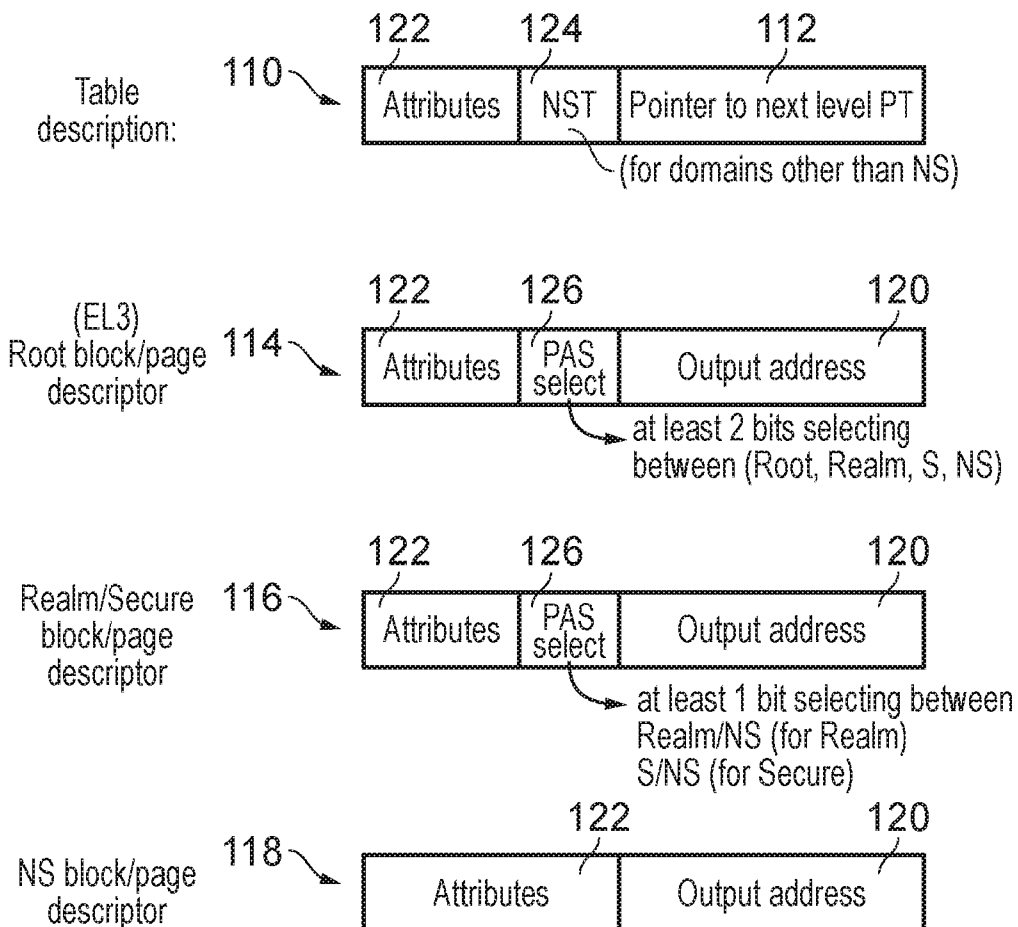 122 124 112
Table
description:
110
Attributes NST Pointer to next level PT
(for domains other than NS)
122 126 120
(EL3)
Root block/page
descriptor
114
Attributes PAS
select Output address
at least 2 bits selecting
between (Root, Realm, S, NS)
122 126 120
Realm/Secure
block/page
descriptor
116
Attributes PAS
select Output address
at least 1 bit selecting between
Realm/NS (for Realm)
S/NS (for Secure)
122 120
NS block/page
descriptor
118
Attributes Output address